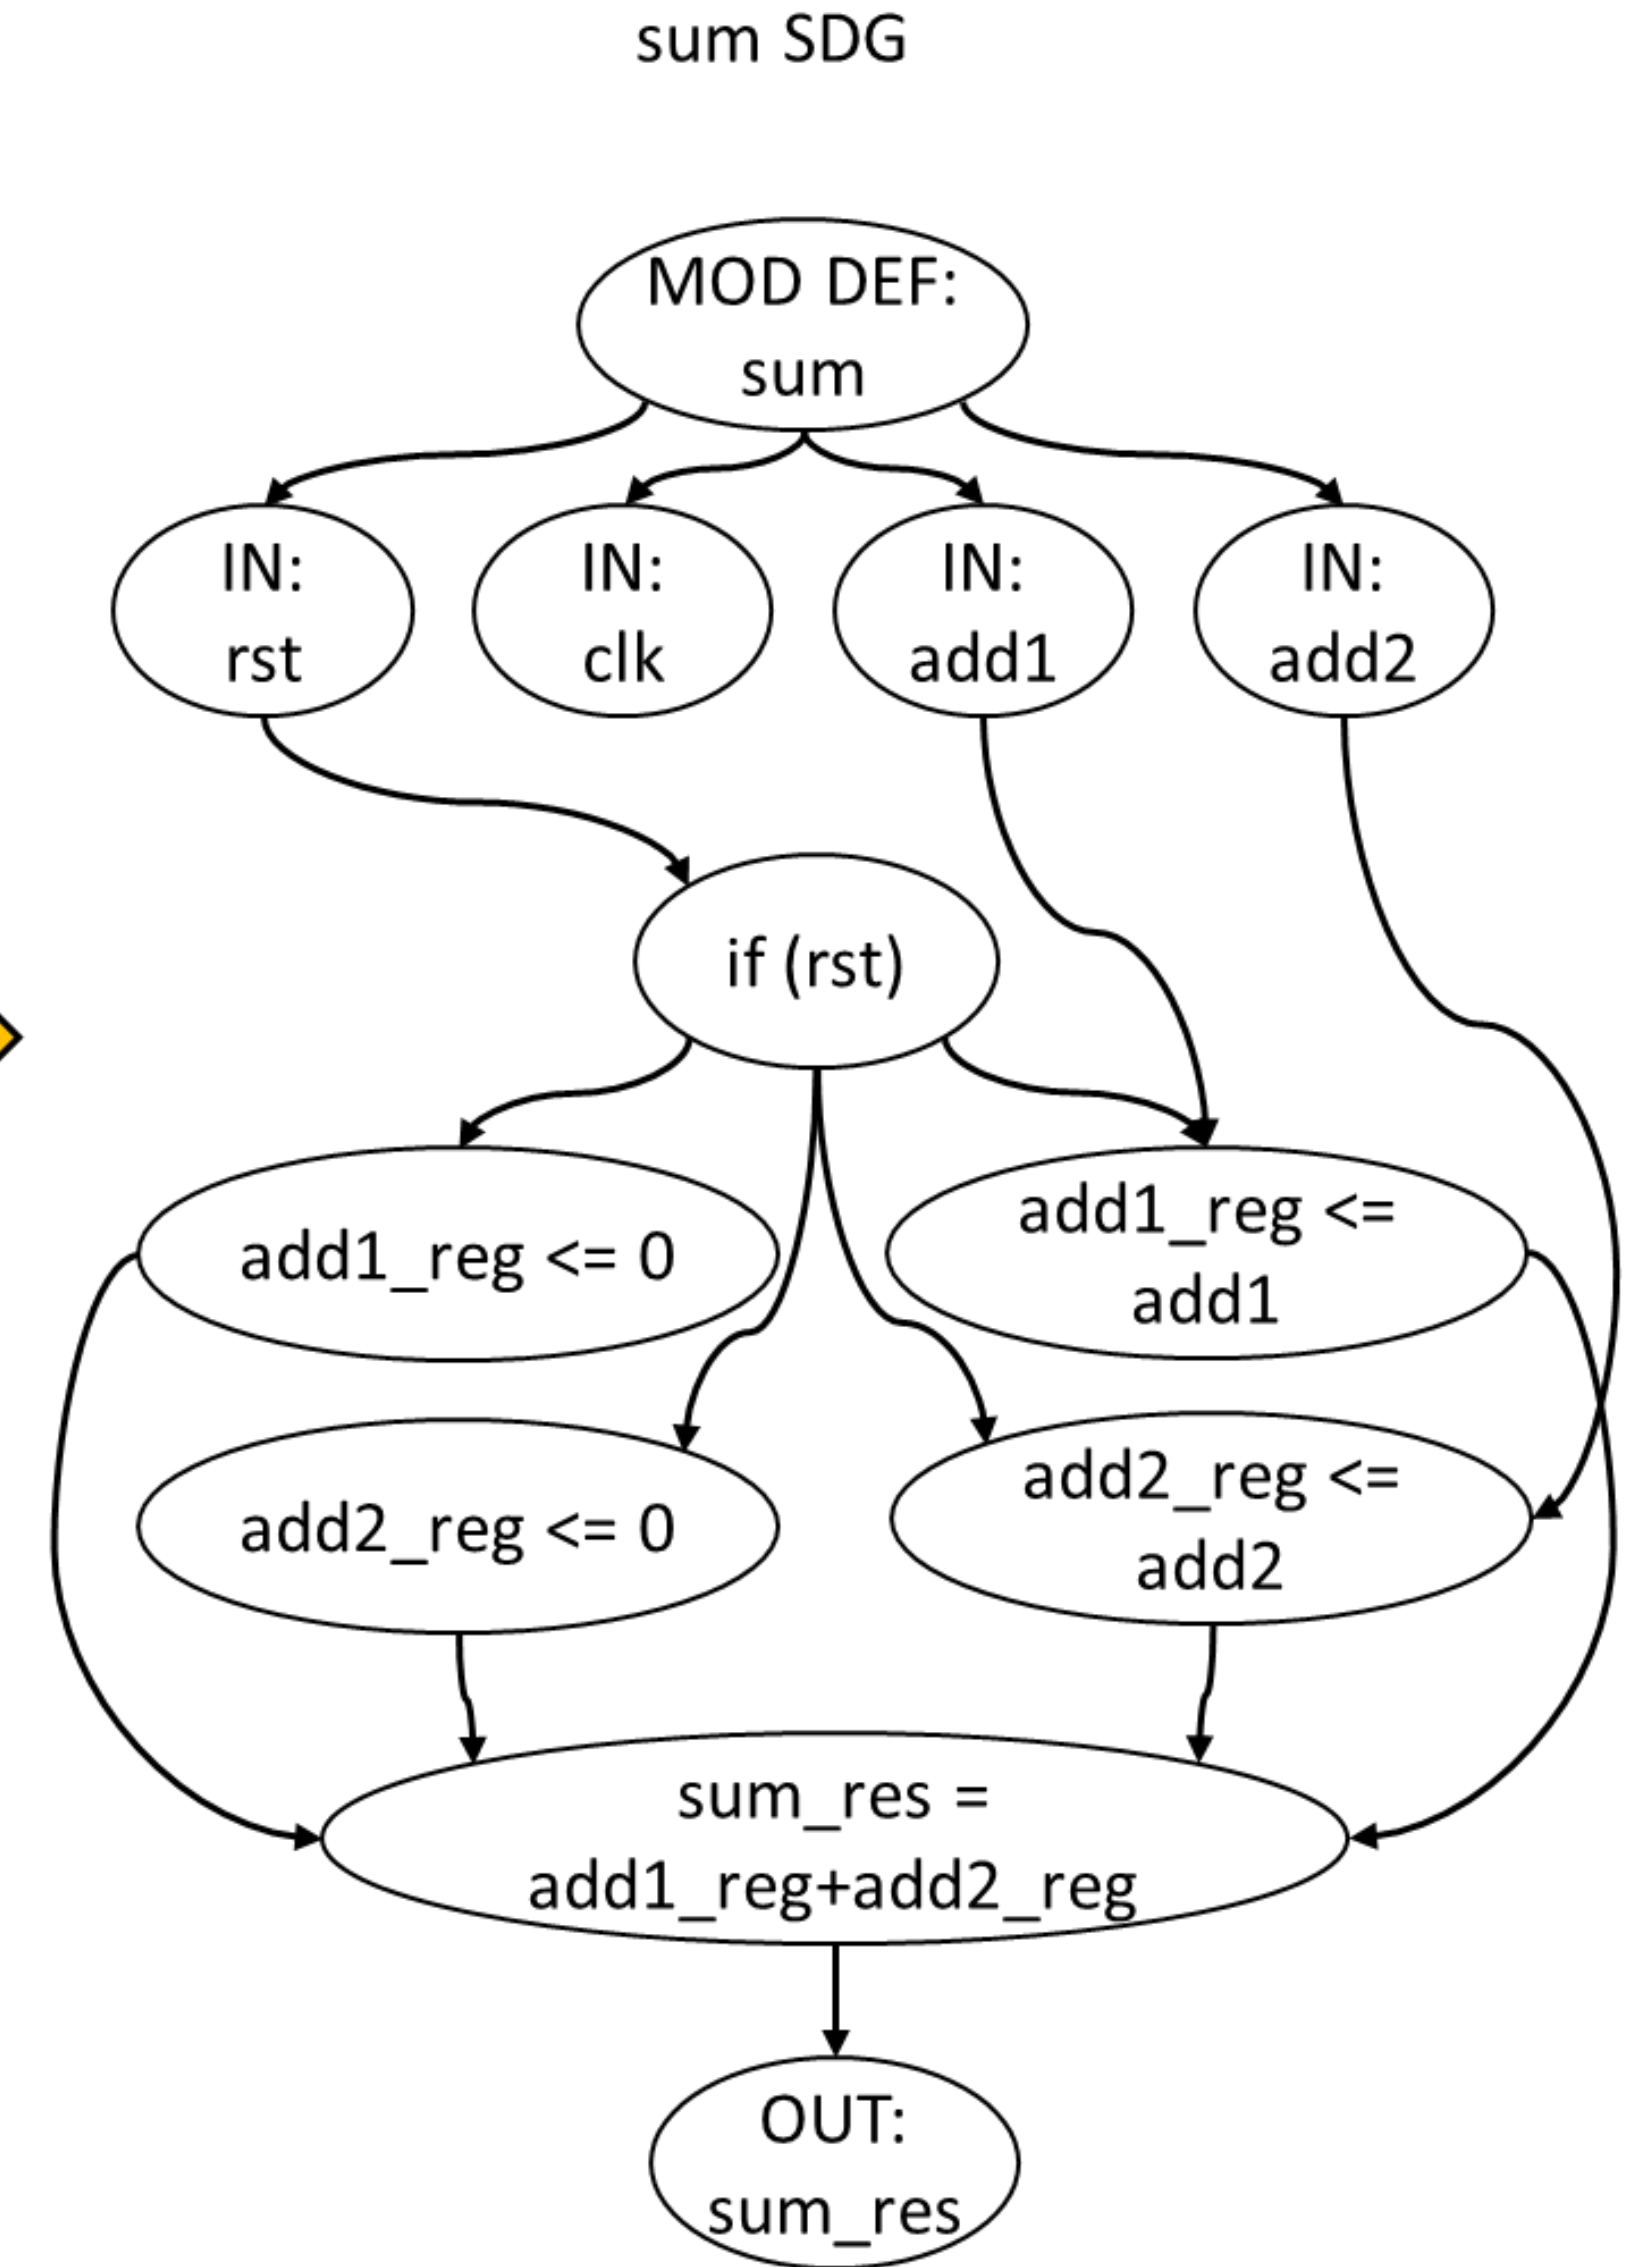 sum SDG
MOD DEF:
sum
IN:
rst
IN:
clk
IN:
add1
IN:
add2
if (rst)
add1_reg <= 0
add1_reg <=
add1
add2_reg <= 0
add2_reg <=
add2
sum_res =
add1_reg+add2_reg
OUT:
sum_res